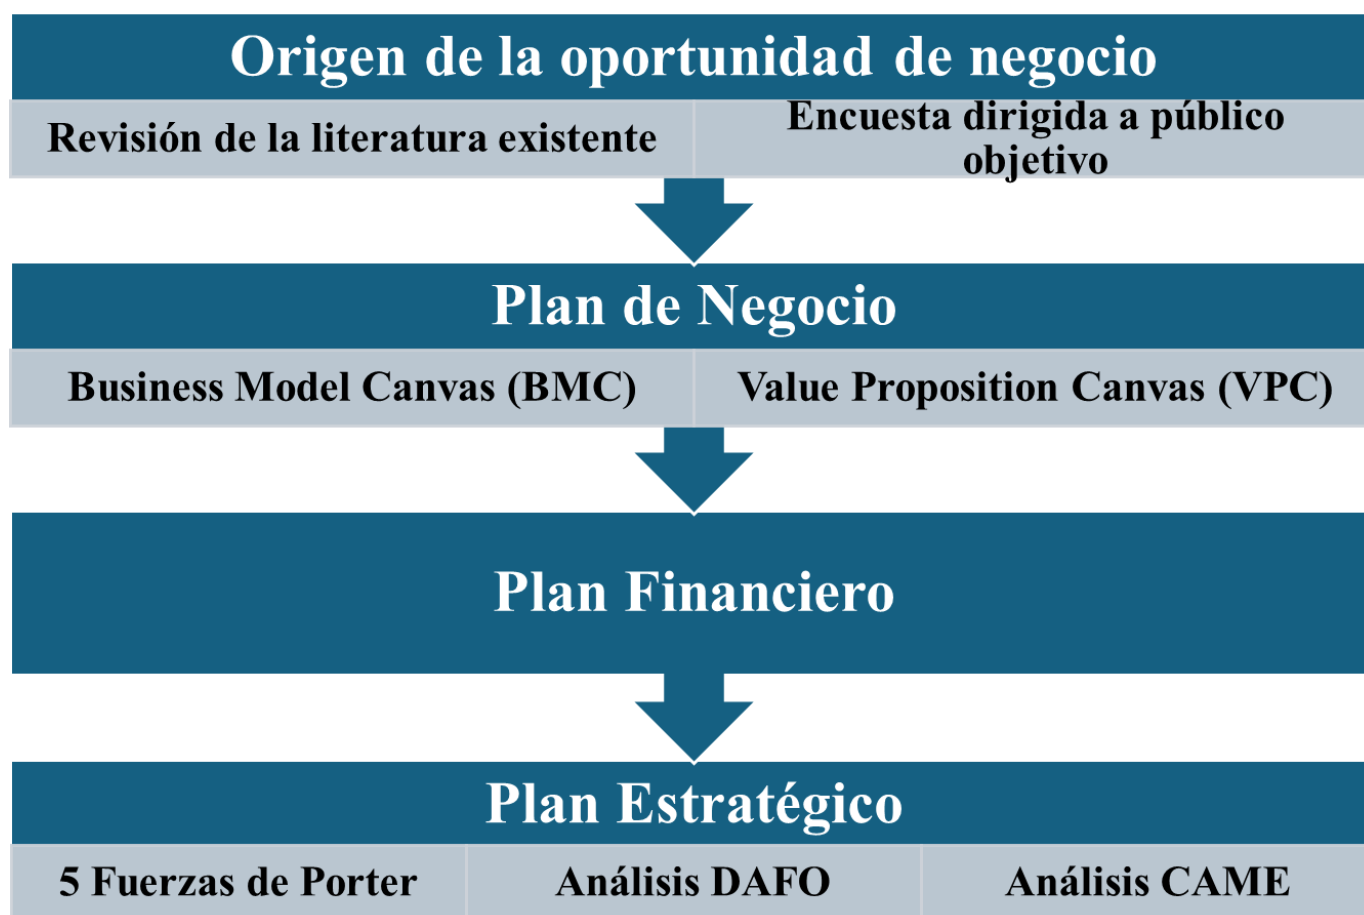 Origen de la oportunidad de negocio
Revisión de la literatura existente
Encuesta dirigida a público
objetivo
Plan de Negocio
Business Model Canvas (BMC)
Value Proposition Canvas (VPC)
Plan Financiero
Plan Estratégico
5 Fuerzas de Porter
Análisis DAFO
Análisis CAME